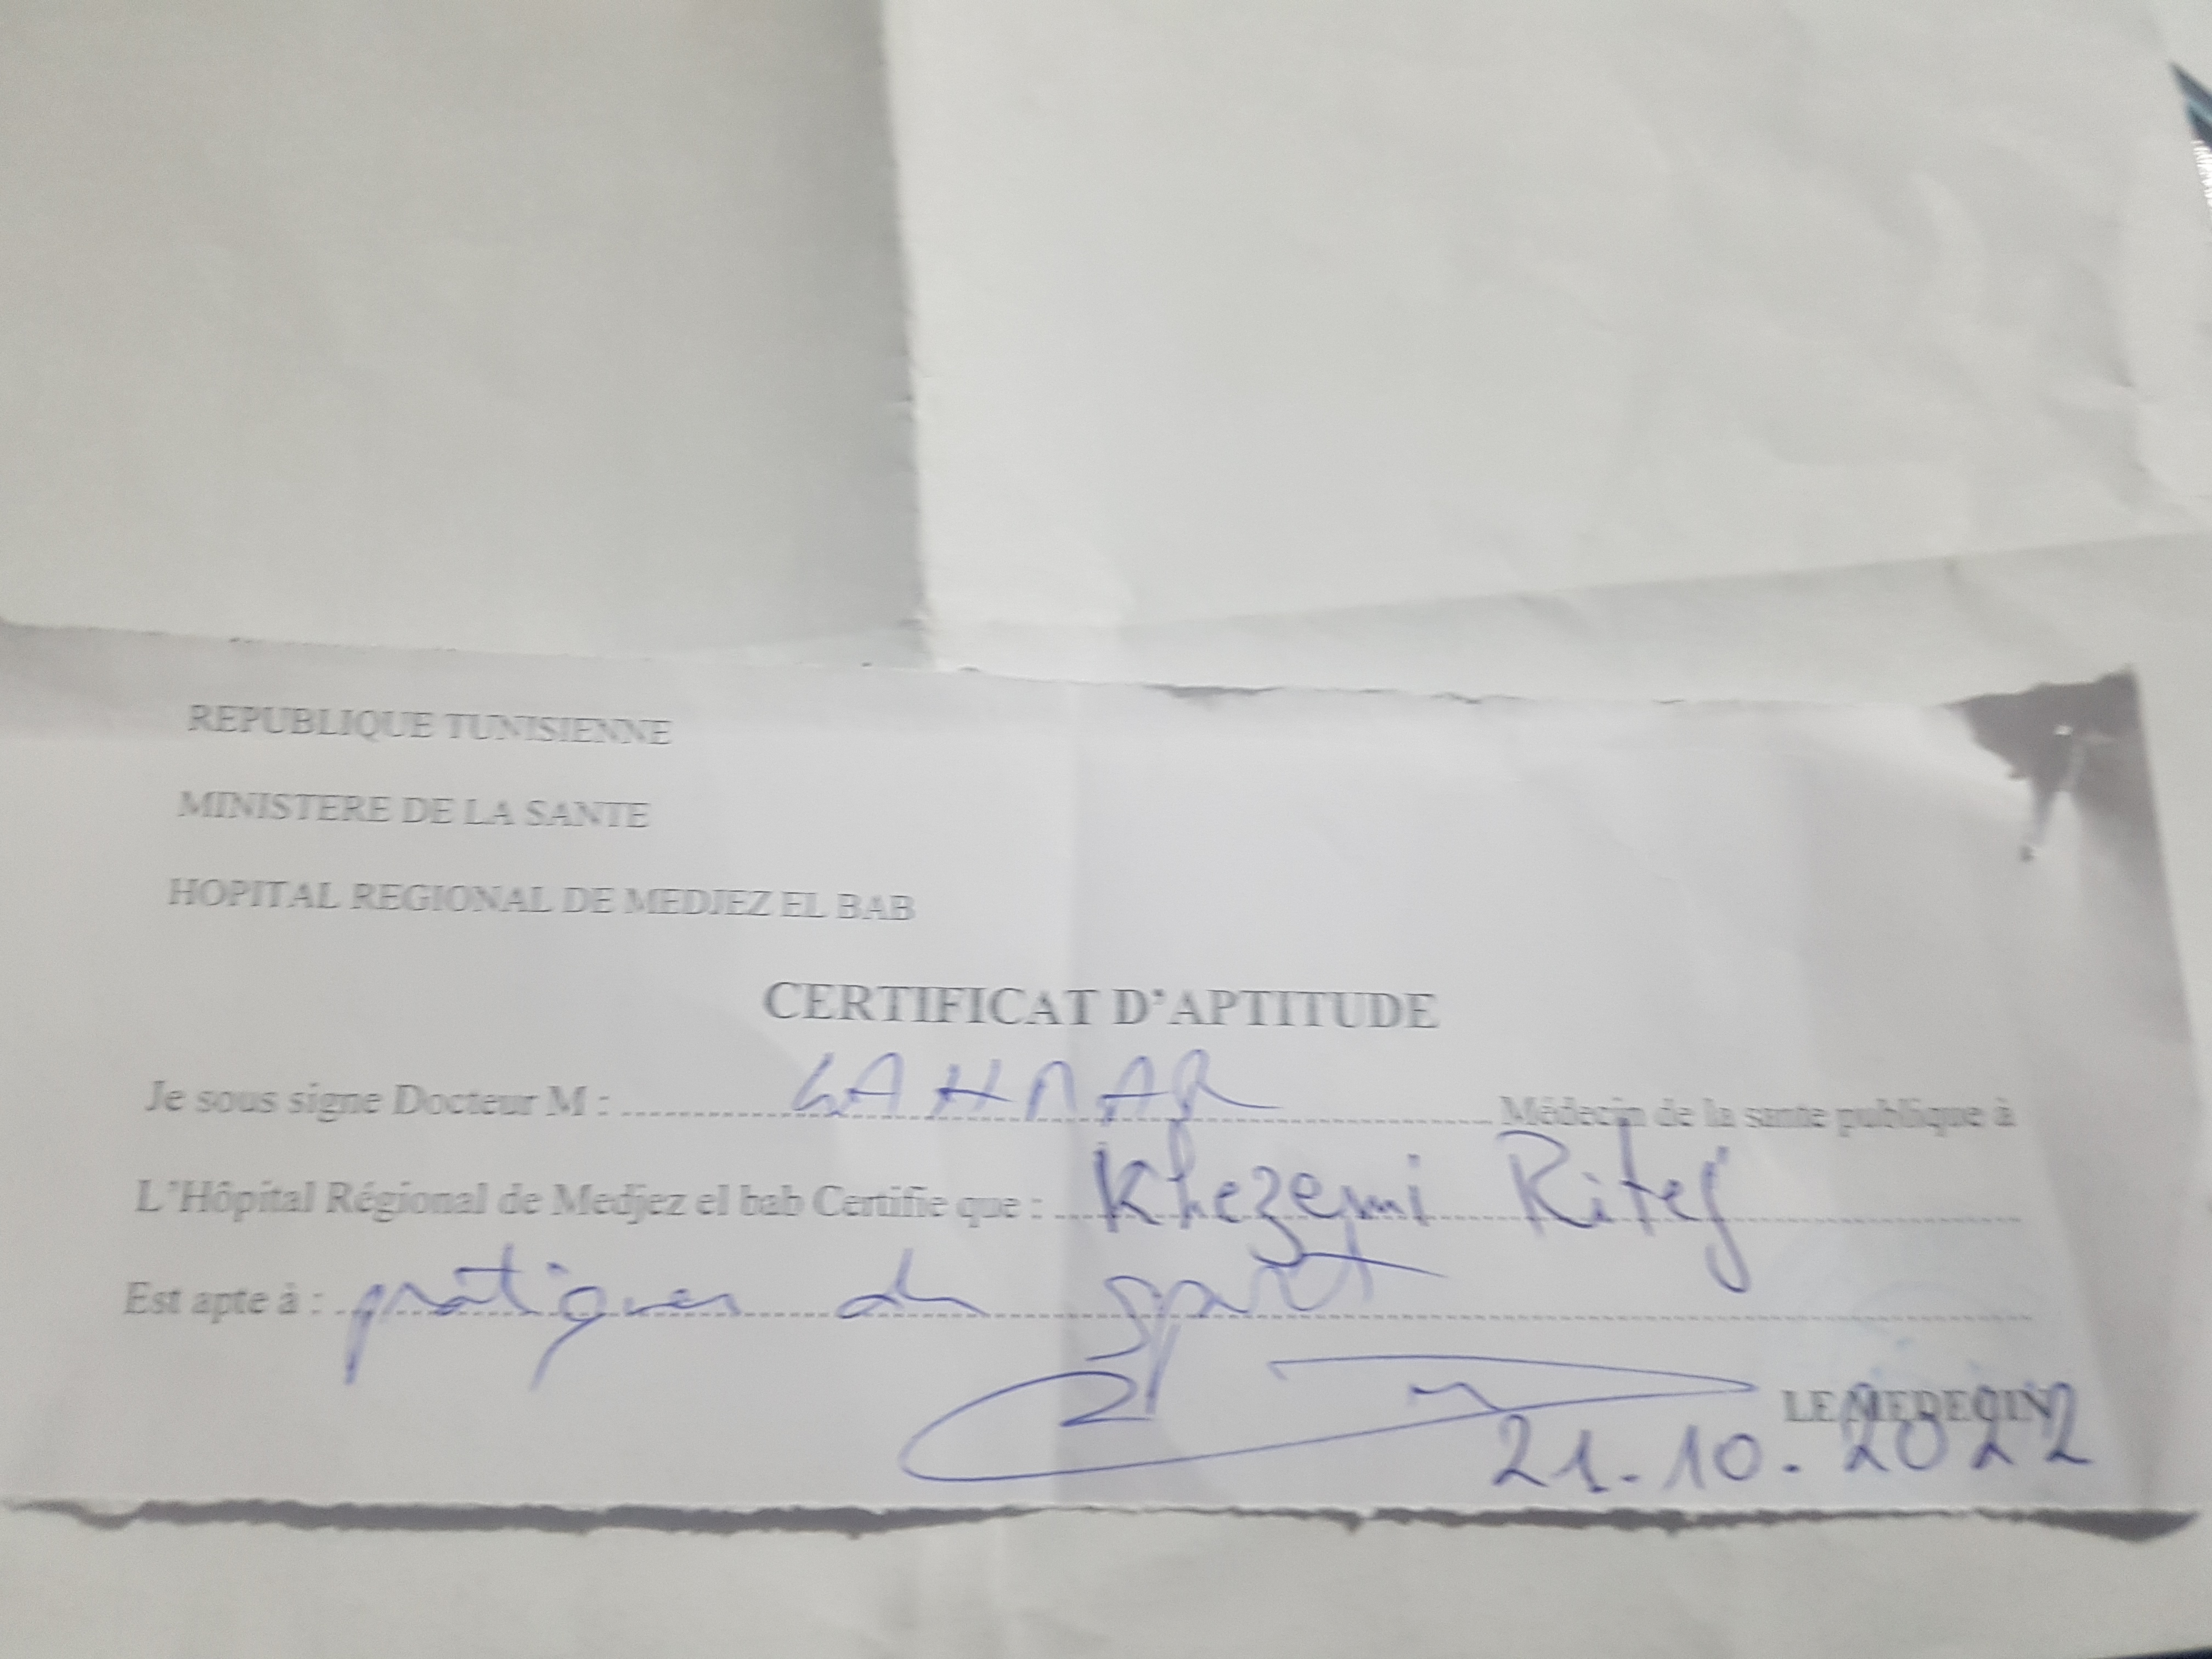 REPUBLIQUE TUNISIENNE
MINISTERE DE LA SANTE
HOPITAL REGIONAL DE MEDJEZ EL BAB
CERTIFICAT D'APTITUDE
Je sous signe Docteur M : LAHMAR Médecin de la sante publique à
L'Hôpital Régional de Medjez el bab Certifie que : Khezemi Ritej
Est apte à : pratiquer du sport
LE MEDECIN
21.10.2022